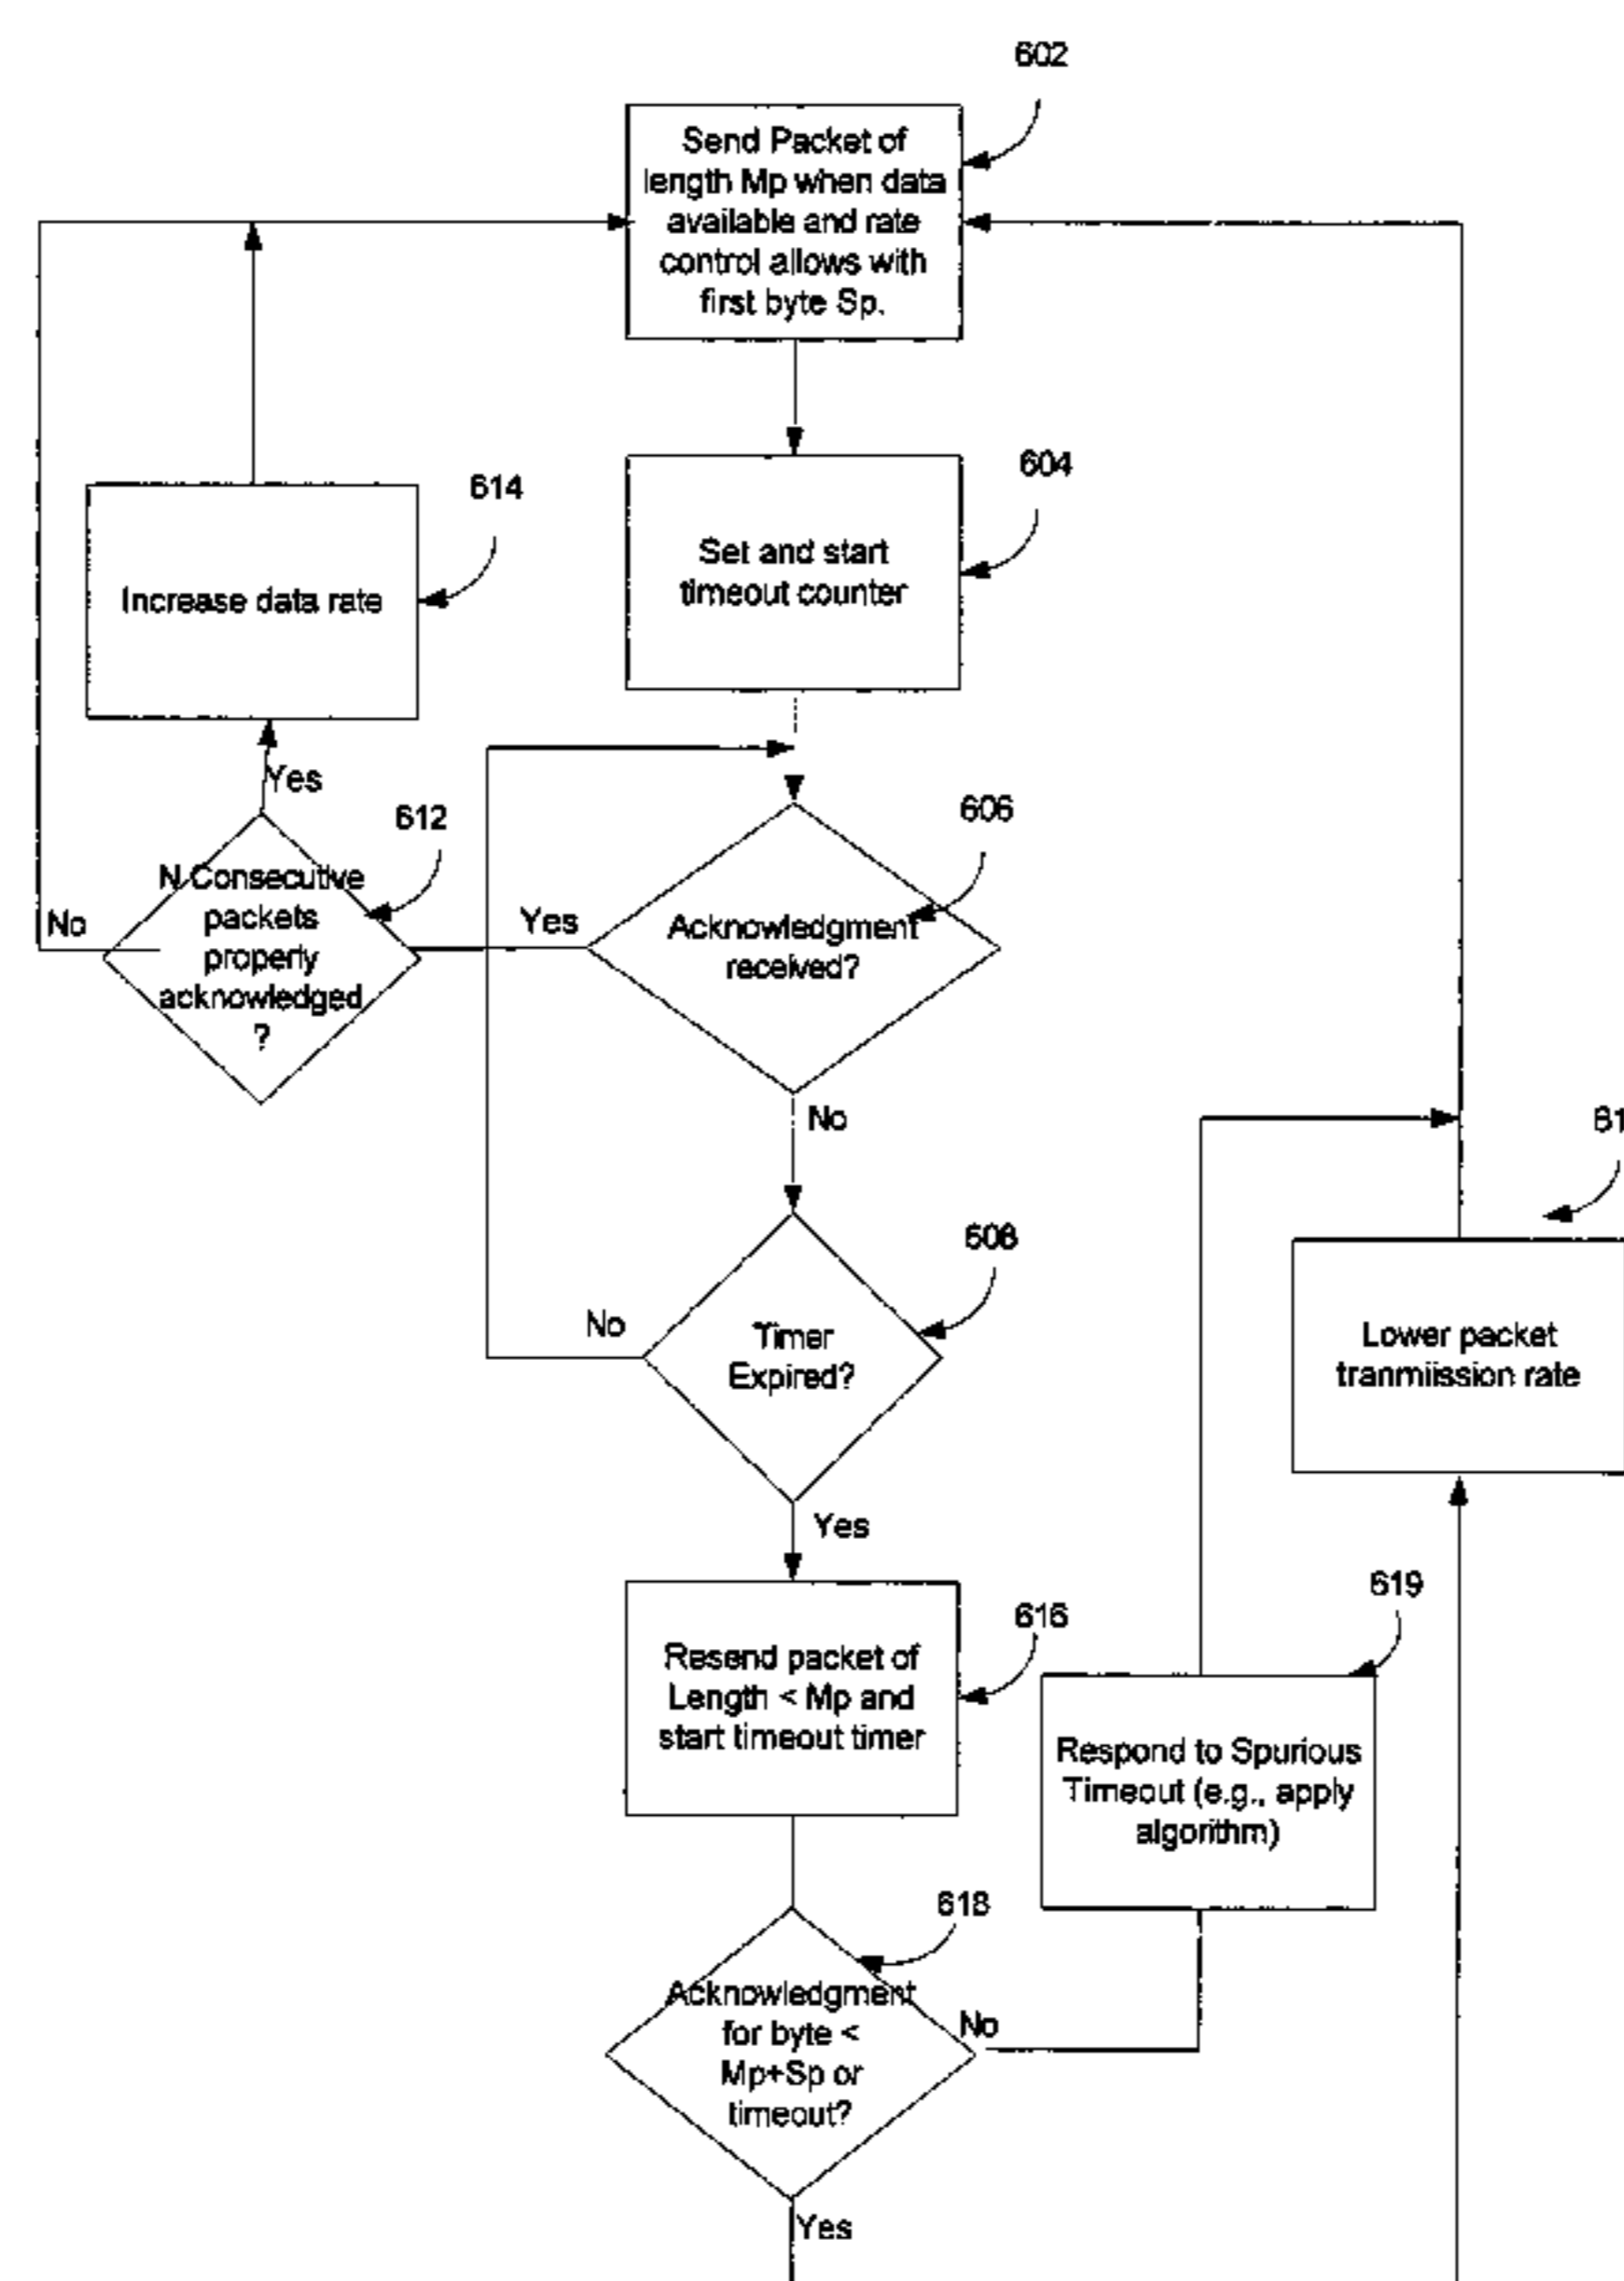 602
Send Packet of
length Mp when data
available and rate
control allows with
first byte Sp.
604
Set and start
timeout counter
614
Increase data rate
Yes
612
N Consecutive
packets
properly
acknowledged
?
No
Yes
606
Acknowledgment
received?
No
608
Timer
Expired?
No
Yes
61
Lower packet
tranmiission rate
616
Resend packet of
Length < Mp and
start timeout timer
619
Respond to Spurious
Timeout (e.g., apply
algorithm)
618
Acknowledgment
for byte <
Mp+Sp or
timeout?
No
Yes